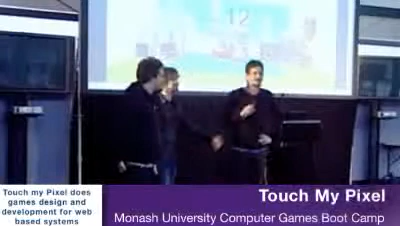 12
Touch My Pixel
Monash University Computer Games Boot Camp
Touch my Pixel does
games design and
development for web
based systems